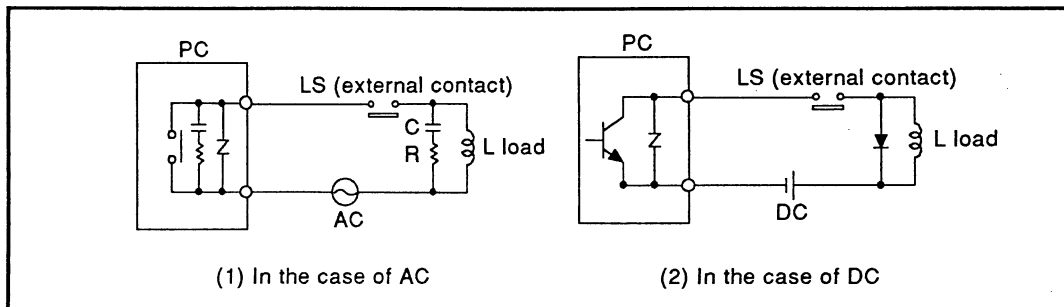 PC
LS (external contact)
C
R
L load
AC
(1) In the case of AC
PC
LS (external contact)
L load
DC
(2) In the case of DC